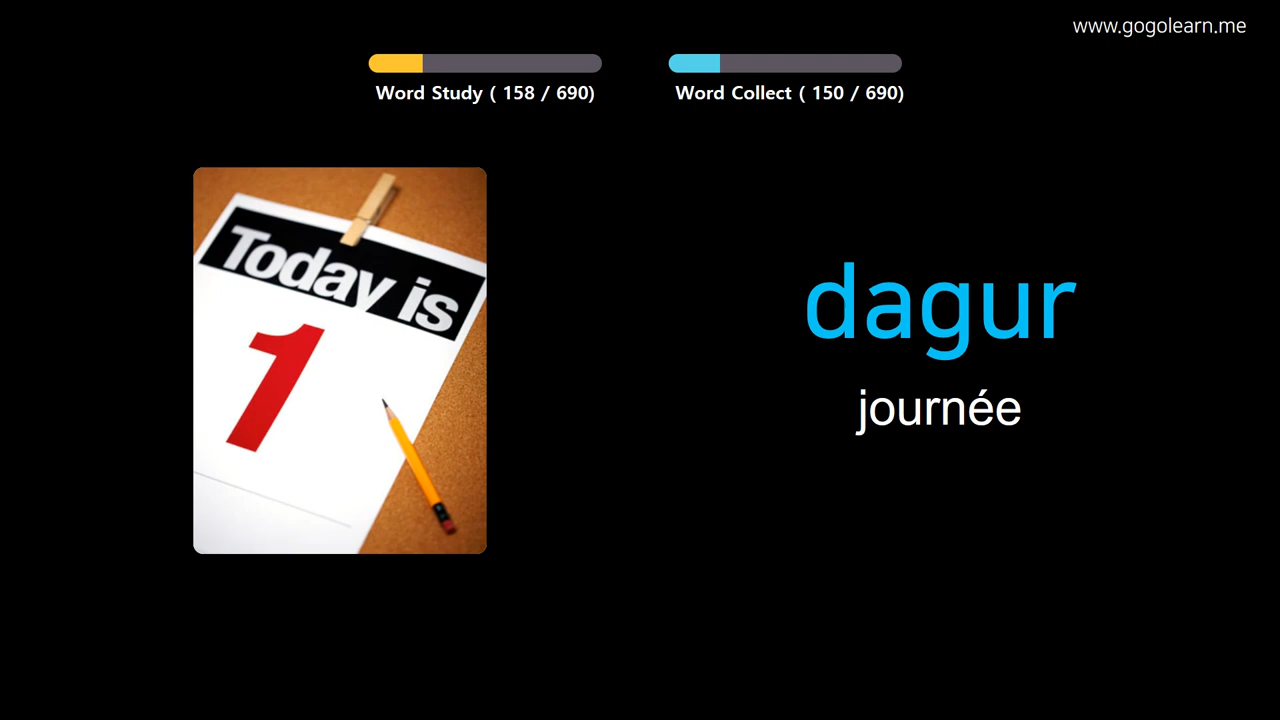 www.gogolearn.me
Word Study ( 158 / 690)
Word Collect ( 150 / 690)
Today is
1
dagur
journée